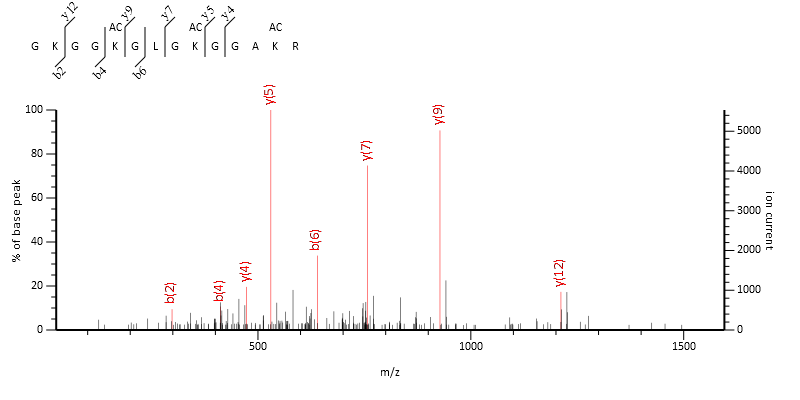 y12 y9 y7 y5 y4
AC AC AC
G K G G K G L G K G G A K R
b2 b4 b6
100
80
60
40
20
0
% of base peak
5000
4000
3000
2000
1000
0
ion current
b(2)
b(4)
y(4)
y(5)
b(6)
y(7)
y(9)
y(12)
500 1000 1500
m/z